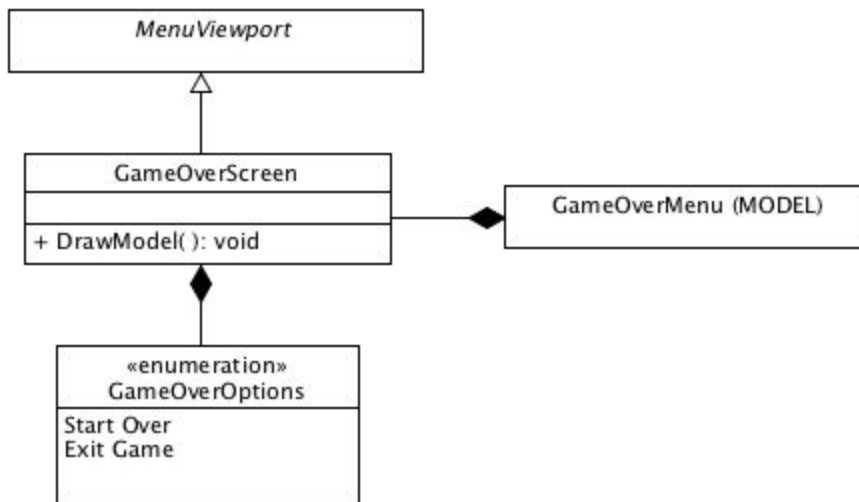 MenuViewport
GameOverScreen
+ DrawModel( ): void
GameOverMenu (MODEL)
«enumeration»
GameOverOptions
Start Over
Exit Game